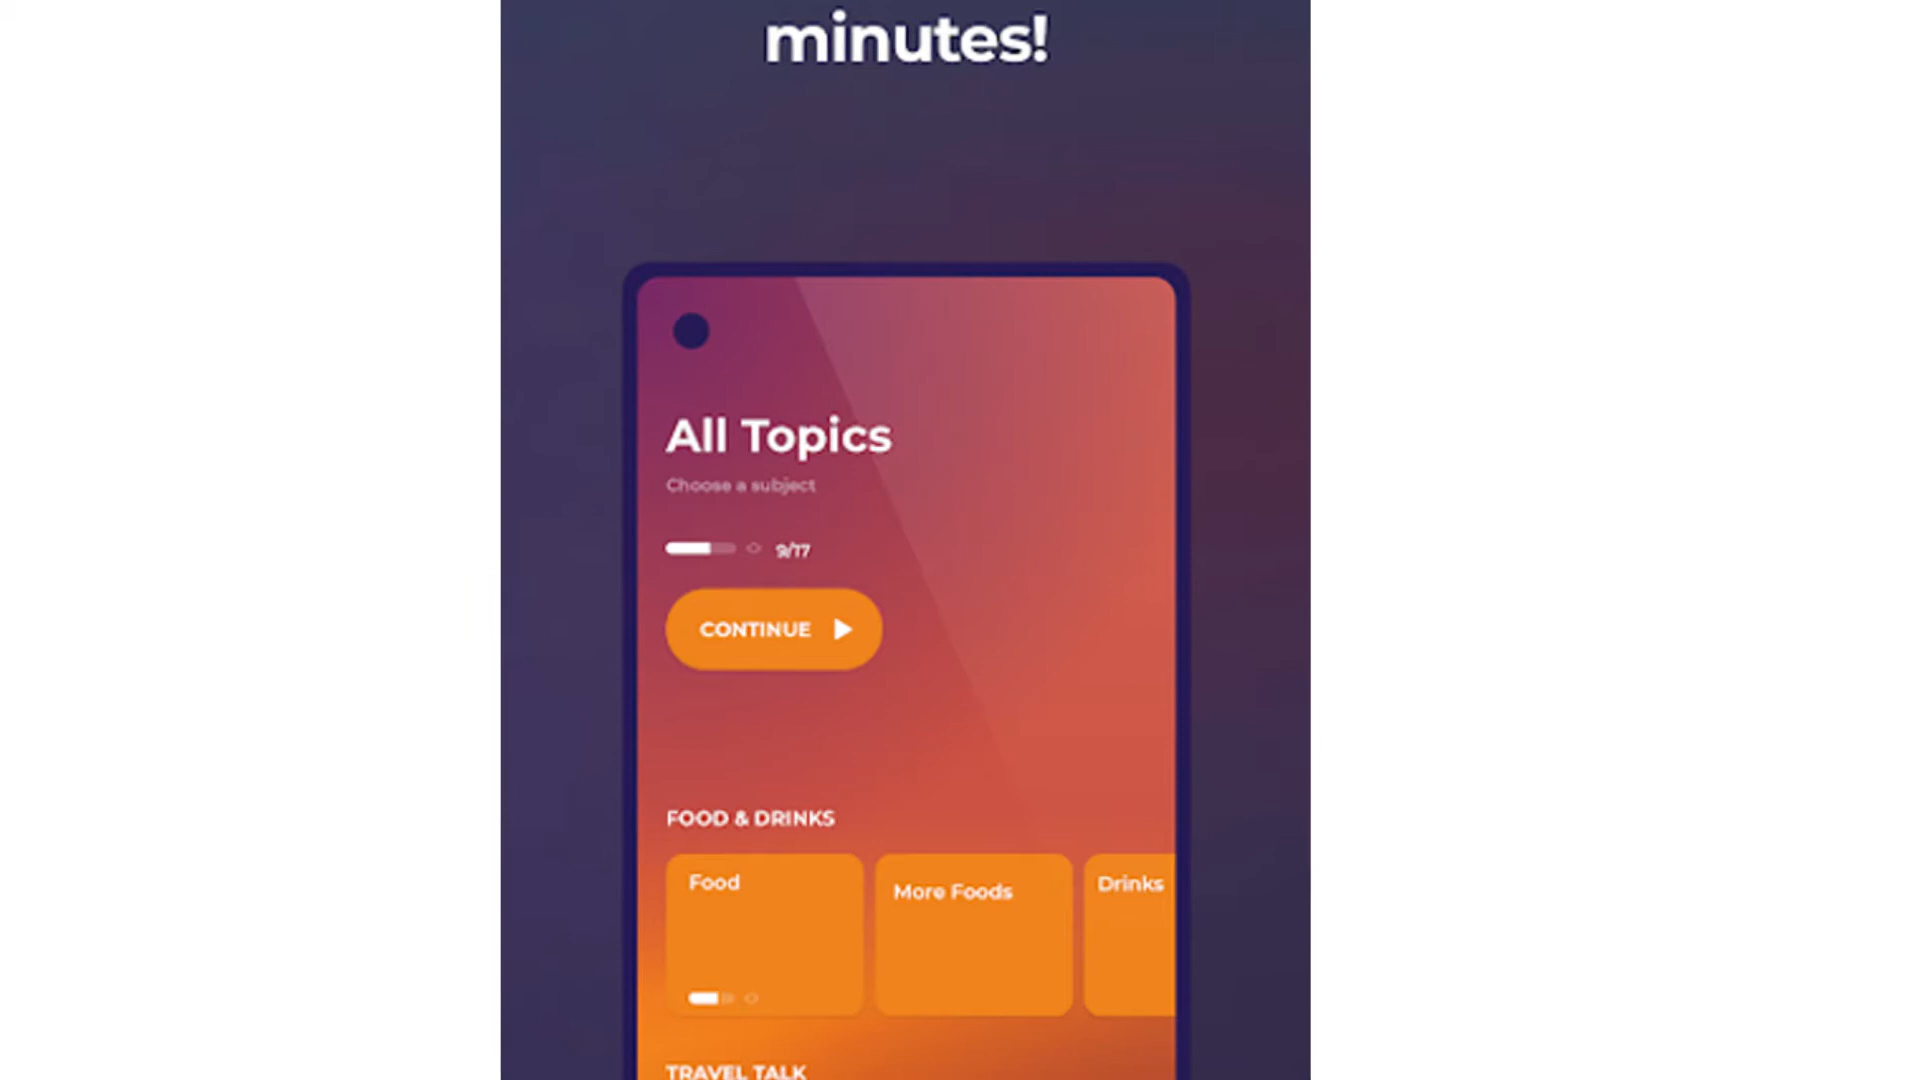 minutes!
All Topics
Choose a subject
9/17
CONTINUE
FOOD & DRINKS
Food
More Foods
Drinks
TRAVEL TALK